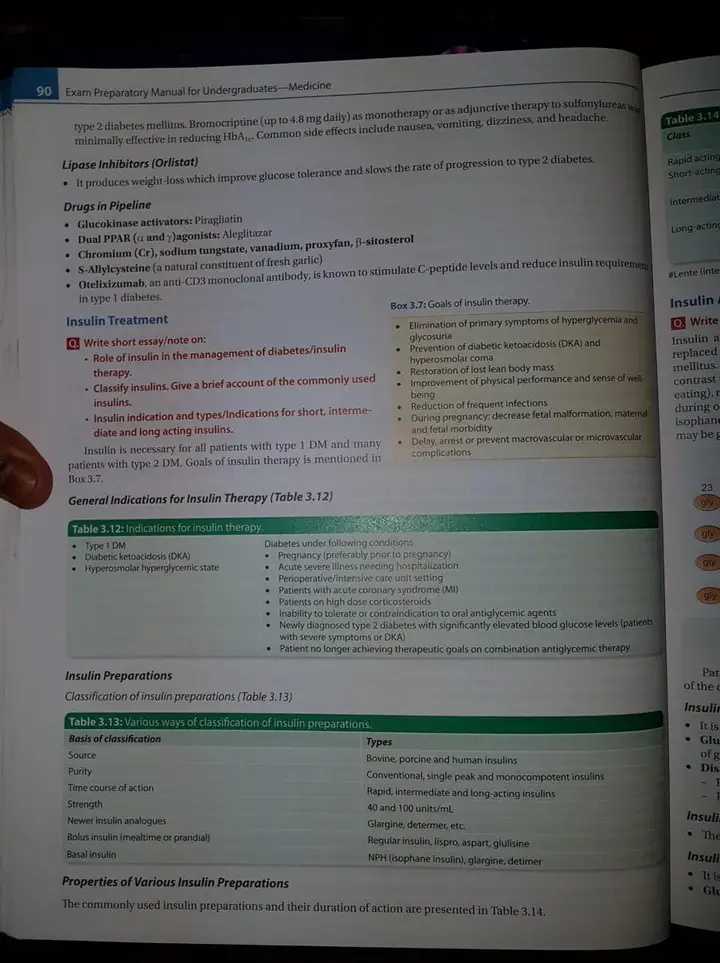 90 Exam Preparatory Manual for Undergraduates—Medicine
type 2 diabetes mellitus. Bromocriptine (up to 4.8 mg daily) as monotherapy or as adjunctive therapy to sulfonylureas was
minimally effective in reducing HbA1c. Common side effects include nausea, vomiting, dizziness, and headache.
Lipase Inhibitors (Orlistat)
• It produces weight-loss which improve glucose tolerance and slows the rate of progression to type 2 diabetes.
Drugs in Pipeline
• Glucokinase activators: Piragliatin
• Dual PPAR (α and γ)agonists: Aleglitazar
• Chromium (Cr), sodium tungstate, vanadium, proxyfan, β-sitosterol
• S-Allylcysteine (a natural constituent of fresh garlic)
• Otelixizumab, an anti-CD3 monoclonal antibody, is known to stimulate C-peptide levels and reduce insulin requirement
in type 1 diabetes.
Insulin Treatment
Q. Write short essay/note on:
• Role of insulin in the management of diabetes/insulin
therapy.
• Classify insulins. Give a brief account of the commonly used
insulins.
• Insulin indication and types/Indications for short, interme-
diate and long acting insulins.
Insulin is necessary for all patients with type 1 DM and many
patients with type 2 DM. Goals of insulin therapy is mentioned in
Box 3.7.
Box 3.7: Goals of insulin therapy.
• Elimination of primary symptoms of hyperglycemia and
glycosuria
• Prevention of diabetic ketoacidosis (DKA) and
hyperosmolar coma
• Restoration of lost lean body mass
• Improvement of physical performance and sense of well-
being
• Reduction of frequent infections
• During pregnancy: decrease fetal malformation, maternal
and fetal morbidity
• Delay, arrest or prevent macrovascular or microvascular
complications
General Indications for Insulin Therapy (Table 3.12)
Table 3.12: Indications for insulin therapy.
• Type 1 DM
• Diabetic ketoacidosis (DKA)
• Hyperosmolar hyperglycemic state
Diabetes under following conditions
• Pregnancy (preferably prior to pregnancy)
• Acute severe illness needing hospitalization
• Perioperative/intensive care unit setting
• Patients with acute coronary syndrome (MI)
• Patients on high dose corticosteroids
• Inability to tolerate or contraindication to oral antiglycemic agents
• Newly diagnosed type 2 diabetes with significantly elevated blood glucose levels (patients
with severe symptoms or DKA)
• Patient no longer achieving therapeutic goals on combination antiglycemic therapy
Insulin Preparations
Classification of insulin preparations (Table 3.13)
Table 3.13: Various ways of classification of insulin preparations.
Basis of classification Types
Source Bovine, porcine and human insulins
Purity Conventional, single peak and monocompotent insulins
Time course of action Rapid, intermediate and long-acting insulins
Strength 40 and 100 units/mL
Newer insulin analogues Glargine, determer, etc.
Bolus insulin (mealtime or prandial) Regular insulin, lispro, aspart, glulisine
Basal insulin NPH (isophane insulin), glargine, detimer
Properties of Various Insulin Preparations
The commonly used insulin preparations and their duration of action are presented in Table 3.14.
Table 3.14
Class
Rapid acting
Short-acting
Intermediat
Long-acting
#Lente (inte
Insulin
Q. Write
Insulin a
replaced
mellitus.
contrast
eating), r
during o
isophane
may be g
23
gly
gly
gly
gly
Pat
of the
Insulin
• It is
• Glu
of g
• Dis
Insuli
• The
Insuli
• It is
• Glu